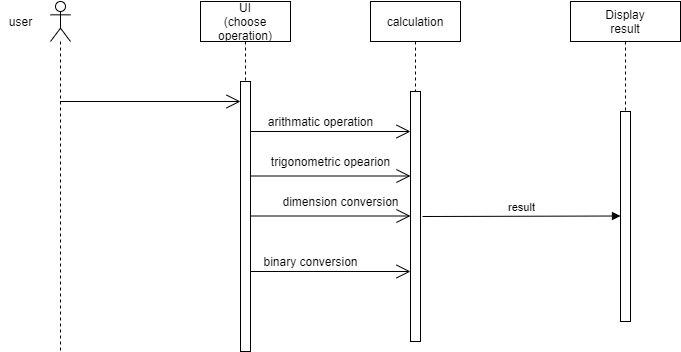 user
UI
(choose
operation)
calculation
Display
result
arithmatic operation
trigonometric opearion
dimension conversion
result
binary conversion